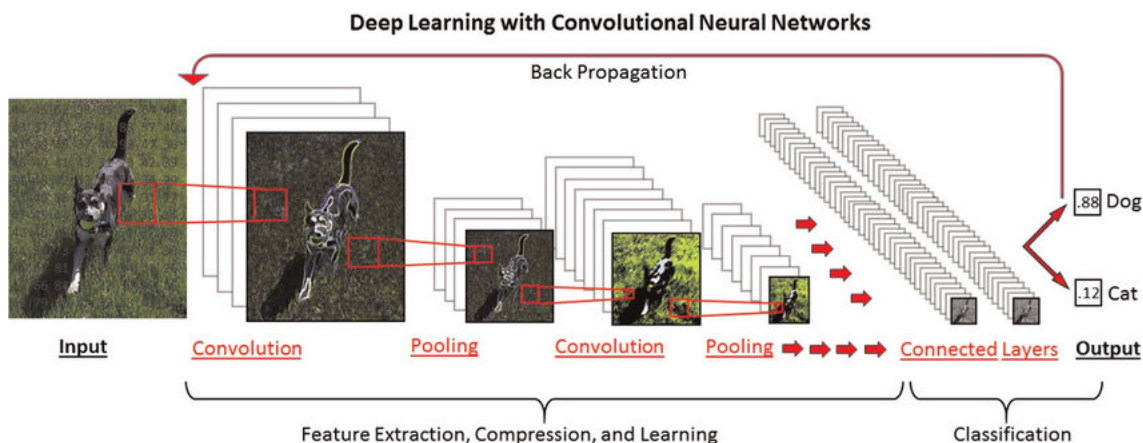 Deep Learning with Convolutional Neural Networks
Back Propagation
.88 Dog
.12 Cat
Input
Convolution
Pooling
Convolution
Pooling
Connected Layers
Output
Feature Extraction, Compression, and Learning
Classification